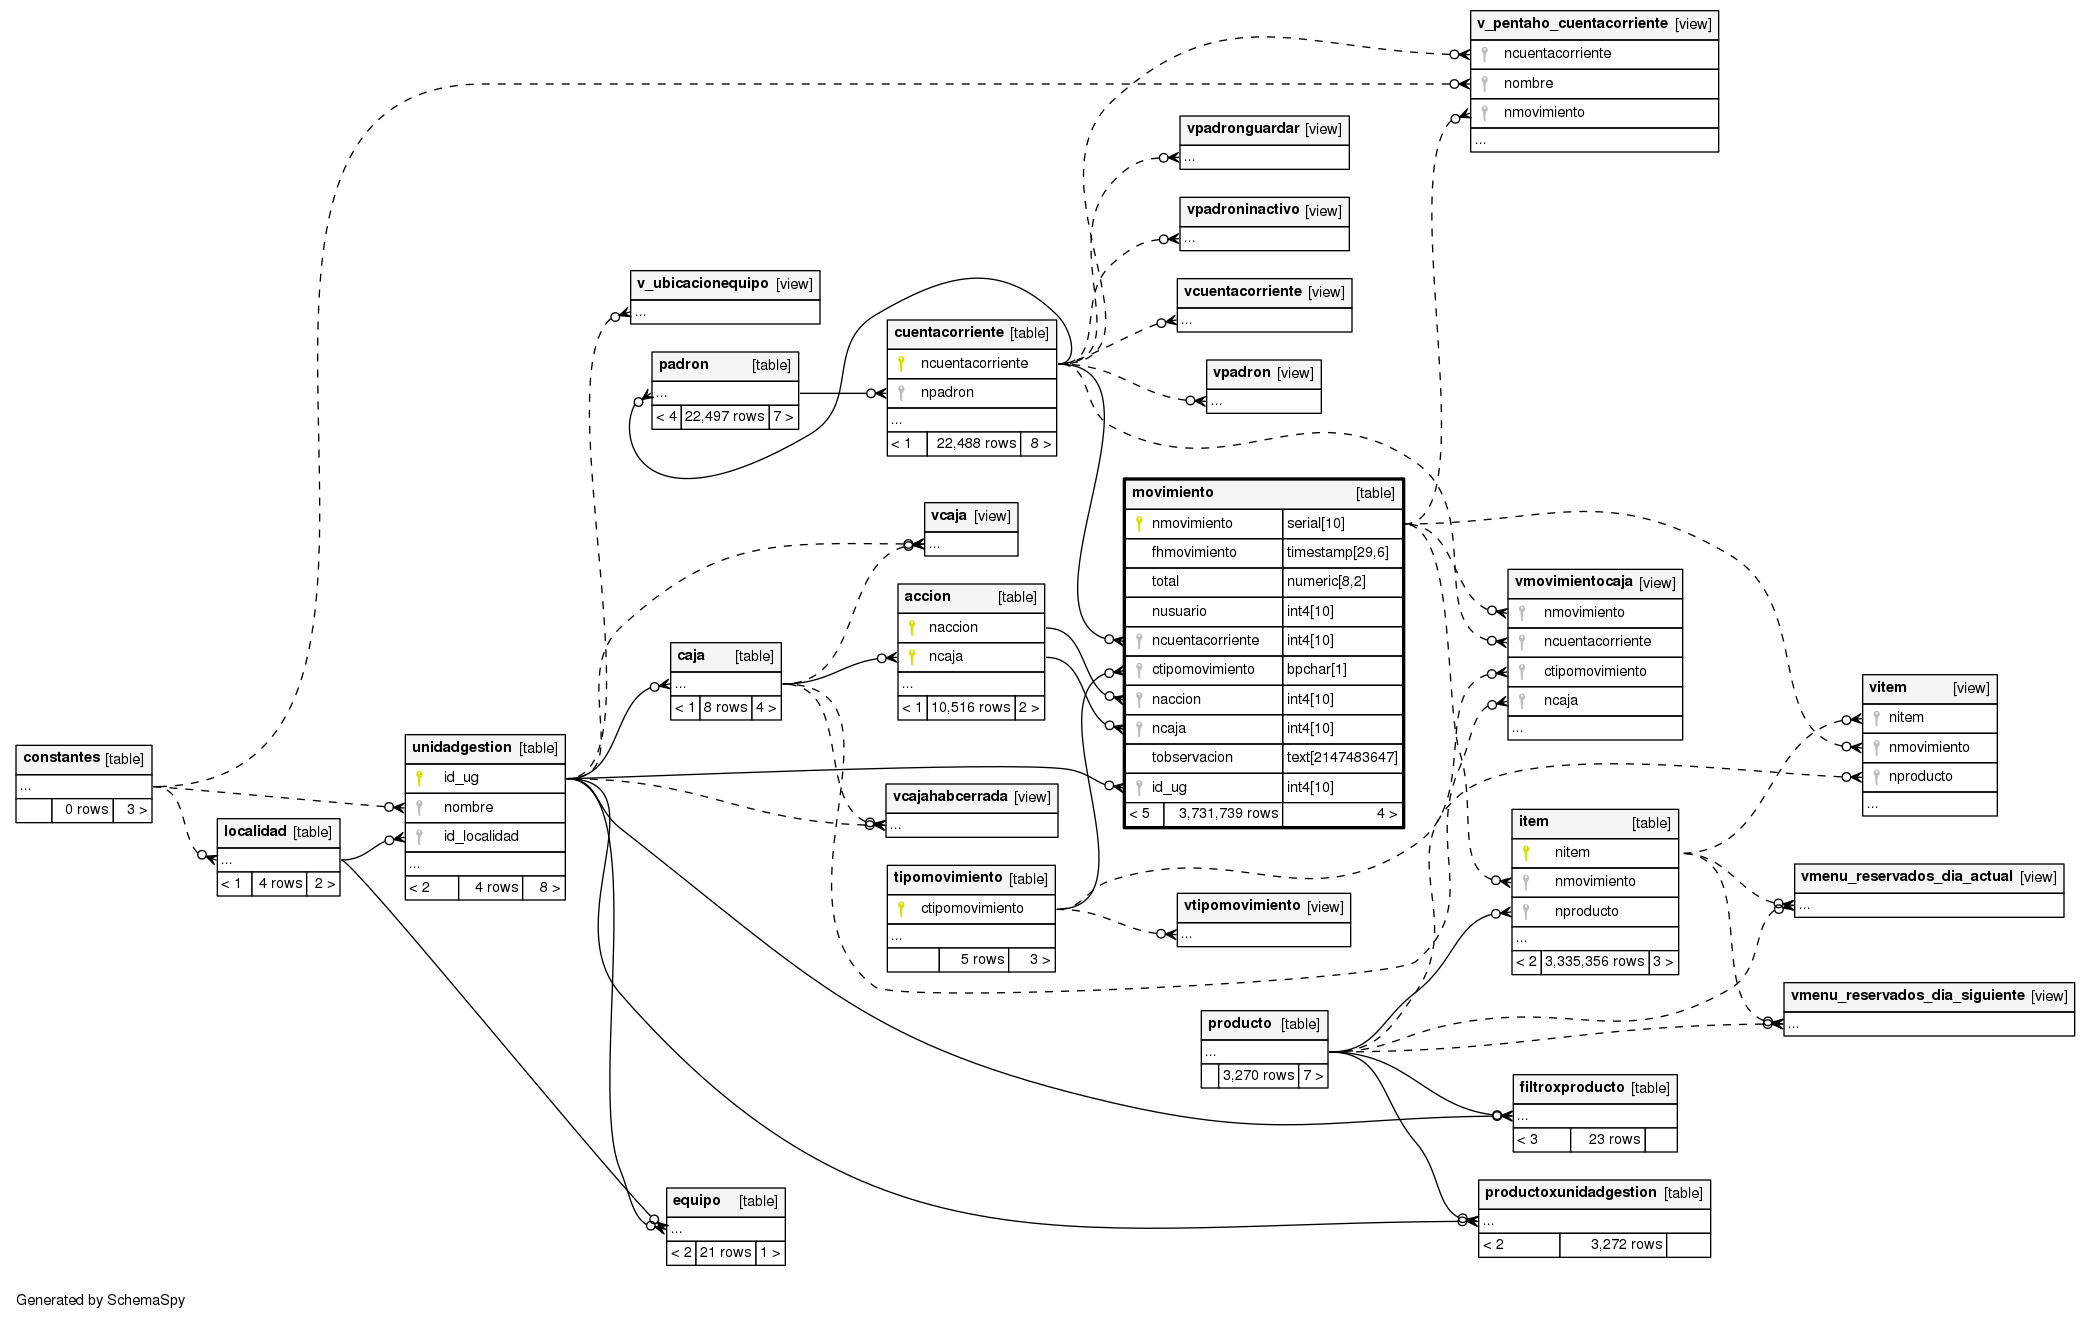 v_pentaho_cuentacorriente [view]
ncuentacorriente
nombre
nmovimiento
...
vpadronguardar [view]
...
vpadroninactivo [view]
...
v_ubicacionequipo [view]
...
vcuentacorriente [view]
...
cuentacorriente [table]
ncuentacorriente
npadron
...
< 1 22,488 rows 8 >
padron [table]
...
< 4 22,497 rows 7 >
vpadron [view]
...
movimiento [table]
nmovimiento serial[10]
fhmovimiento timestamp[29,6]
total numeric[8,2]
nusuario int4[10]
ncuentacorriente int4[10]
ctipomovimiento bpchar[1]
naccion int4[10]
ncaja int4[10]
tobservacion text[2147483647]
id_ug int4[10]
< 5 3,731,739 rows 4 >
vcaja [view]
...
accion [table]
naccion
ncaja
...
< 1 10,516 rows 2 >
caja [table]
...
< 1 8 rows 4 >
vmovimientocaja [view]
nmovimiento
ncuentacorriente
ctipomovimiento
ncaja
...
vitem [view]
nitem
nmovimiento
nproducto
...
constantes [table]
...
0 rows 3 >
unidadgestion [table]
id_ug
nombre
id_localidad
...
< 2 4 rows 8 >
localidad [table]
...
< 1 4 rows 2 >
vcajahabcerrada [view]
...
item [table]
nitem
nmovimiento
nproducto
...
< 2 3,335,356 rows 3 >
tipomovimiento [table]
ctipomovimiento
...
5 rows 3 >
vtipomovimiento [view]
...
vmenu_reservados_dia_actual [view]
...
vmenu_reservados_dia_siguiente [view]
...
producto [table]
...
3,270 rows 7 >
filtroxproducto [table]
...
< 3 23 rows
equipo [table]
...
< 2 21 rows 1 >
productoxunidadgestion [table]
...
< 2 3,272 rows
Generated by SchemaSpy